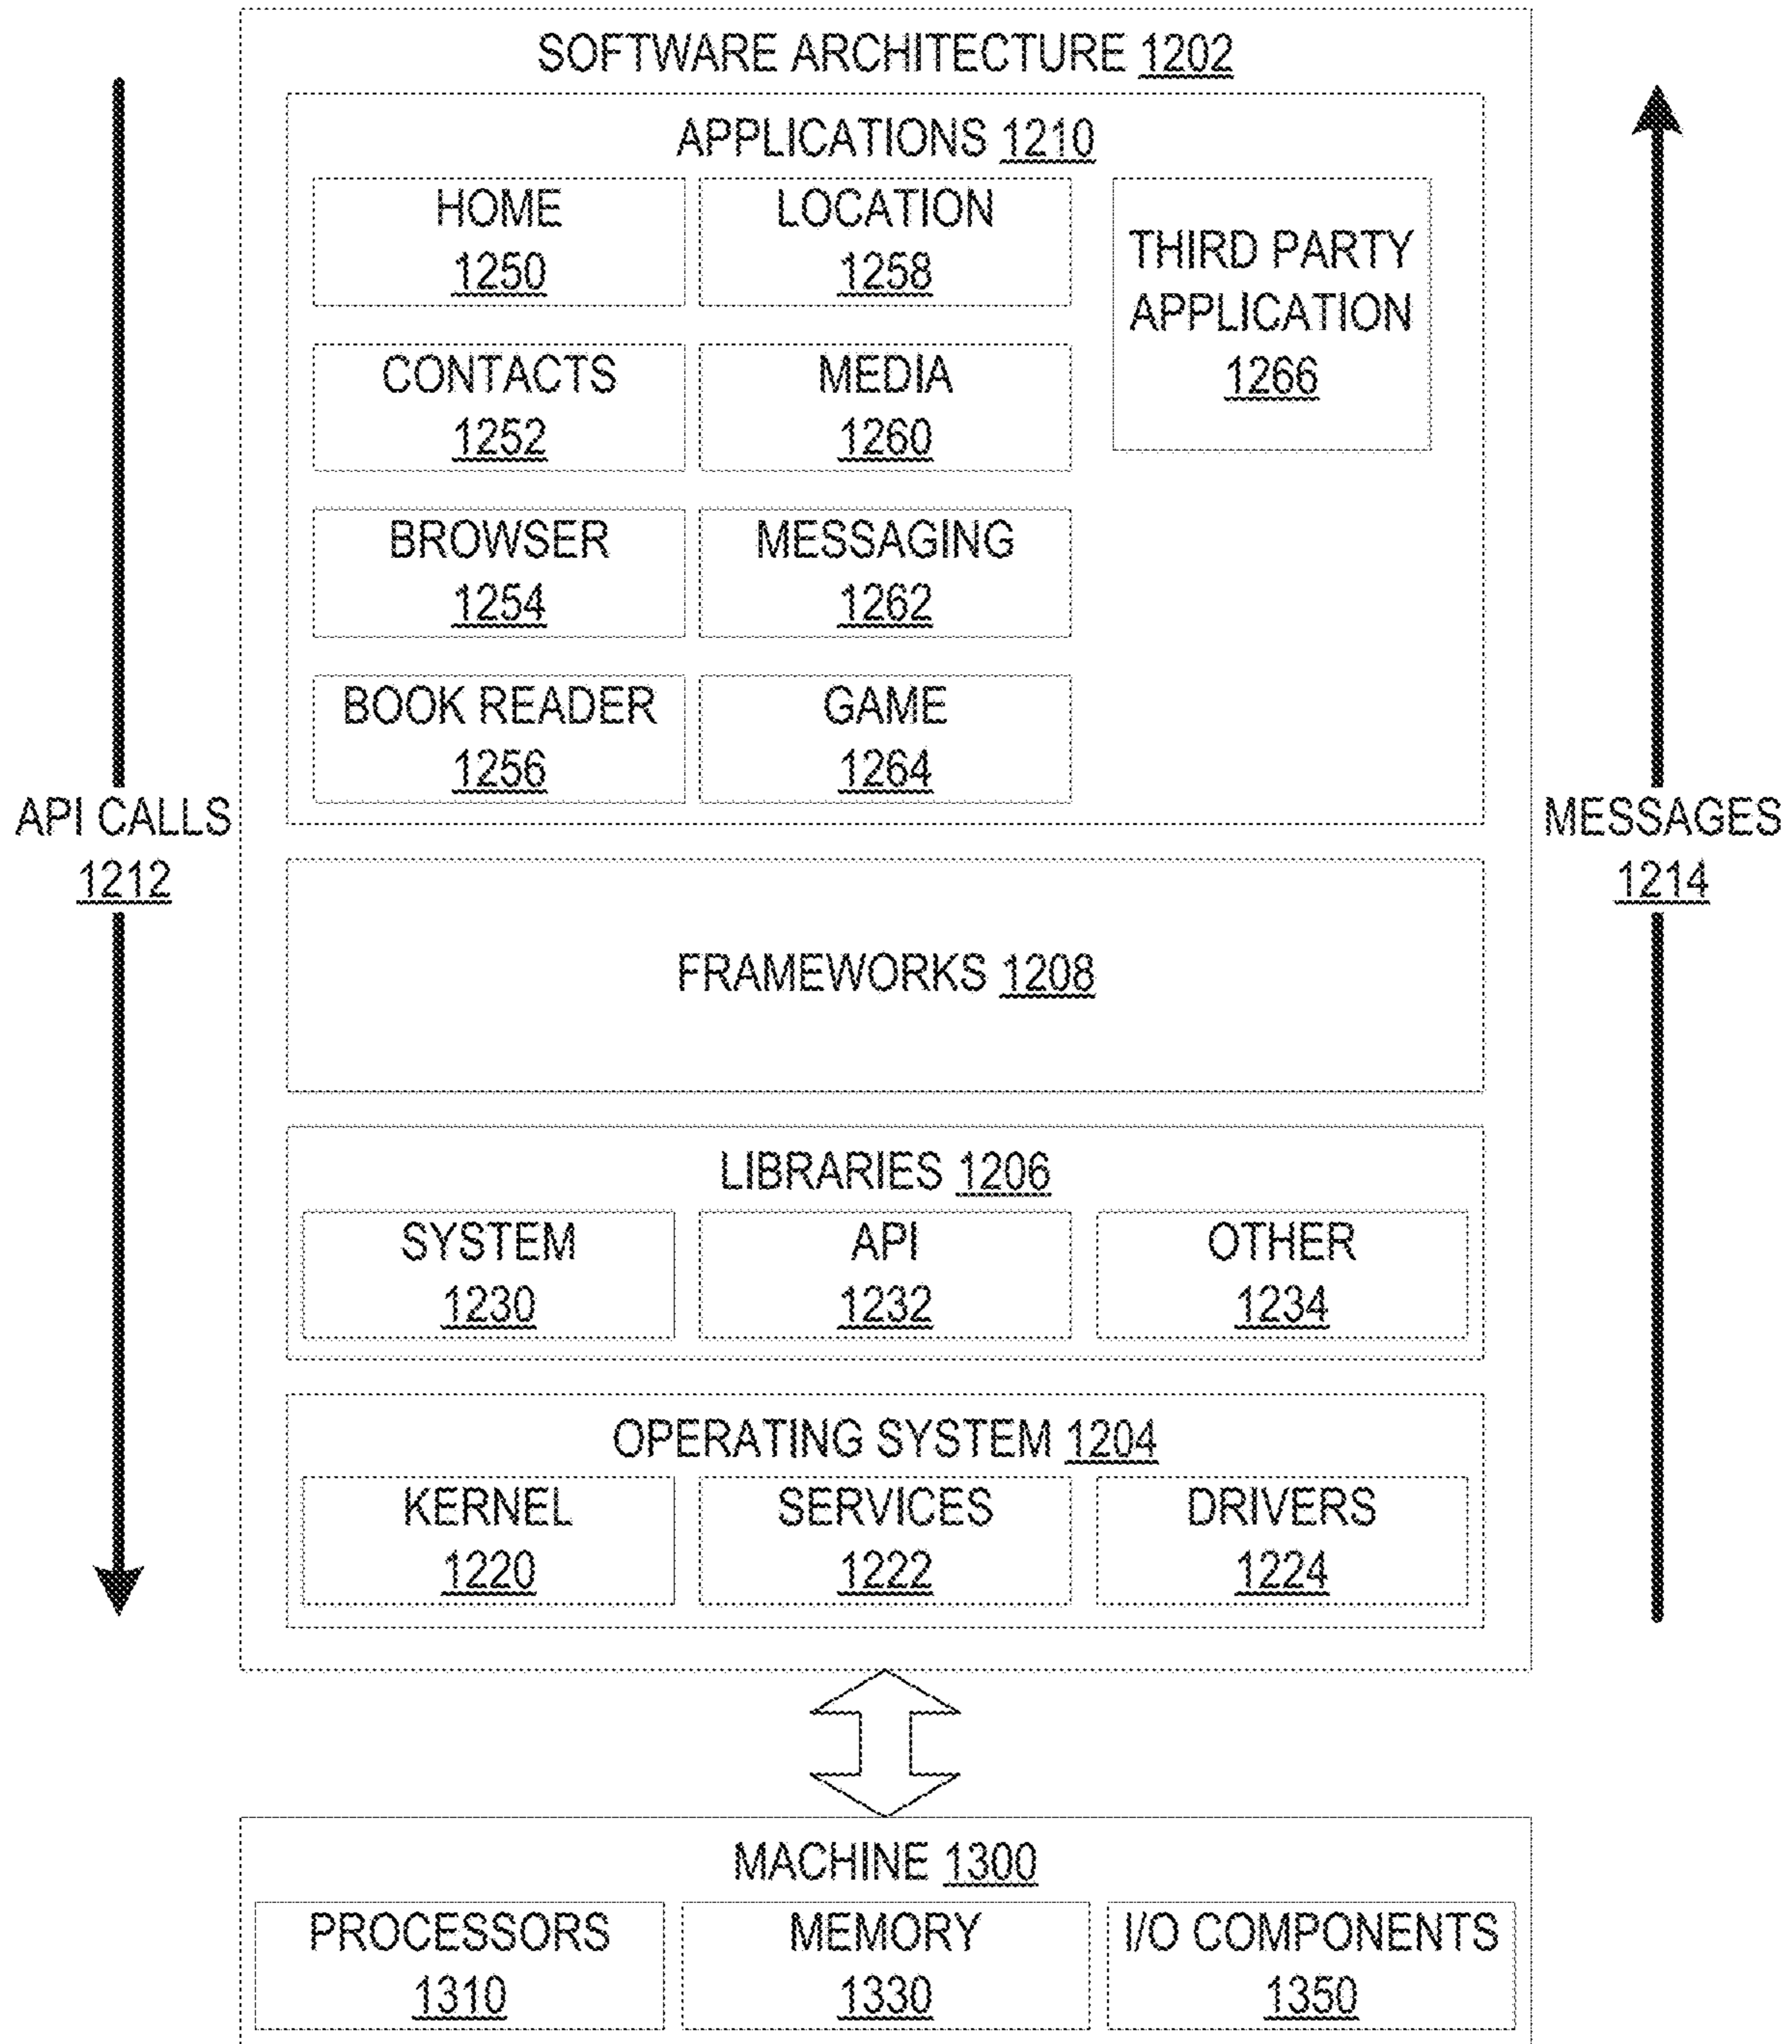 SOFTWARE ARCHITECTURE 1202
APPLICATIONS 1210
HOME
1250
LOCATION
1258
THIRD PARTY
APPLICATION
1266
CONTACTS
1252
MEDIA
1260
BROWSER
1254
MESSAGING
1262
BOOK READER
1256
GAME
1264
API CALLS
1212
MESSAGES
1214
FRAMEWORKS 1208
LIBRARIES 1206
SYSTEM
1230
API
1232
OTHER
1234
OPERATING SYSTEM 1204
KERNEL
1220
SERVICES
1222
DRIVERS
1224
MACHINE 1300
PROCESSORS
1310
MEMORY
1330
I/O COMPONENTS
1350